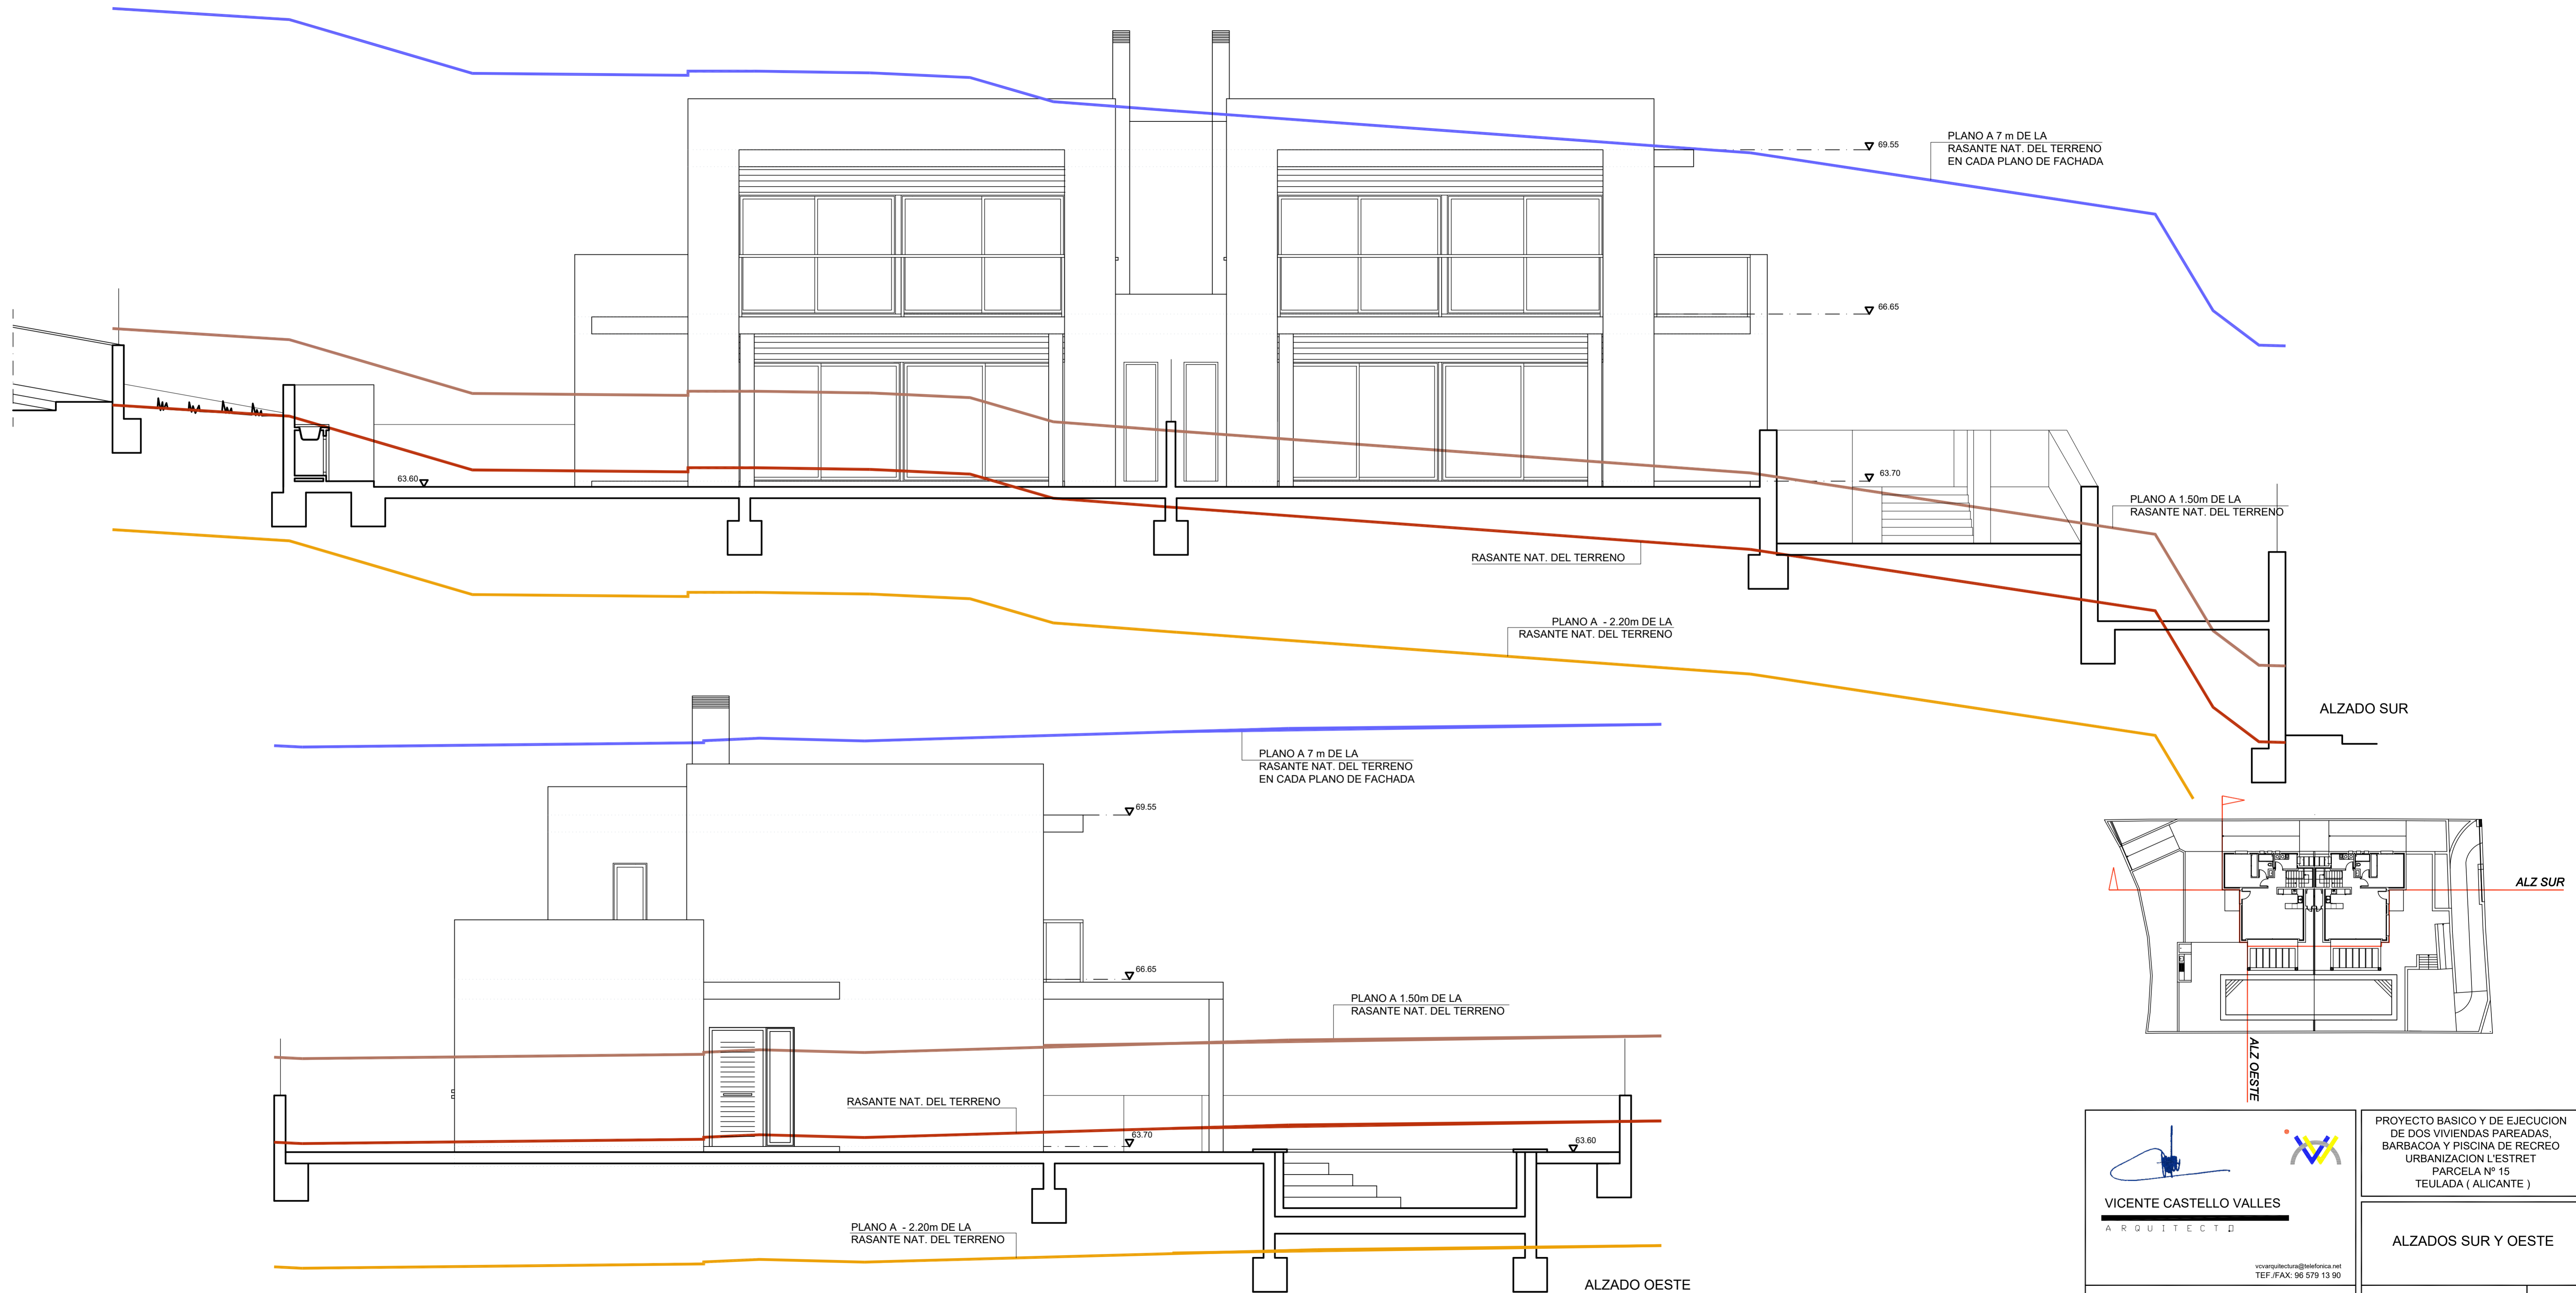 PLANO A 7 m DE LA
RASANTE NAT. DEL TERRENO
EN CADA PLANO DE FACHADA
69.55
66.65
63.70
63.60
PLANO A 1.50m DE LA
RASANTE NAT. DEL TERRENO
RASANTE NAT. DEL TERRENO
PLANO A - 2.20m DE LA
RASANTE NAT. DEL TERRENO
ALZADO SUR
PLANO A 7 m DE LA
RASANTE NAT. DEL TERRENO
EN CADA PLANO DE FACHADA
69.55
66.65
PLANO A 1.50m DE LA
RASANTE NAT. DEL TERRENO
RASANTE NAT. DEL TERRENO
63.70
63.60
PLANO A - 2.20m DE LA
RASANTE NAT. DEL TERRENO
ALZADO OESTE
ALZ SUR
ALZ OESTE
VICENTE CASTELLO VALLES
ARQUITECTO
vcvarquitectura@telefonica.net
TEF./FAX: 96 579 13 90
PROYECTO BASICO Y DE EJECUCION
DE DOS VIVIENDAS PAREADAS,
BARBACOA Y PISCINA DE RECREO
URBANIZACION L'ESTRET
PARCELA Nº 15
TEULADA ( ALICANTE )
ALZADOS SUR Y OESTE